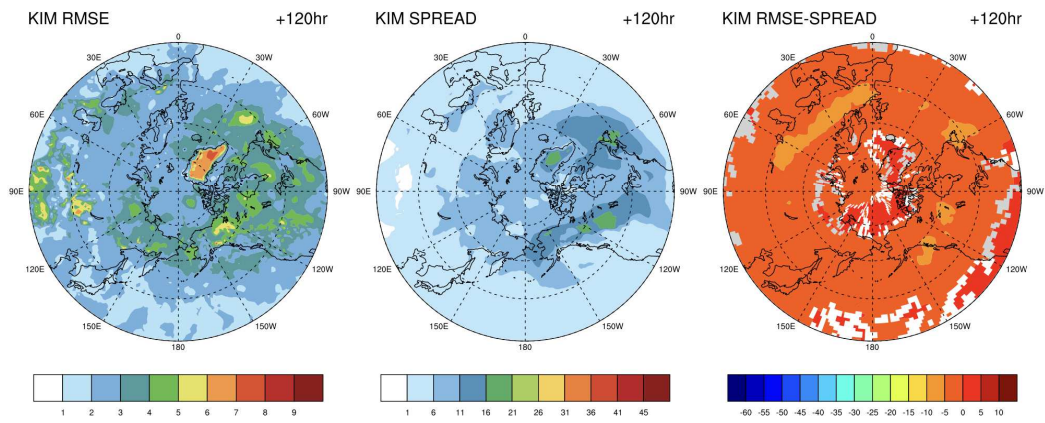 KIM RMSE +120hr
0
30E 30W
60E 60W
90E 90W
120E 120W
150E 150W
180
1 2 3 4 5 6 7 8 9
KIM SPREAD +120hr
0
30E 30W
60E 60W
90E 90W
120E 120W
150E 150W
180
1 6 11 16 21 26 31 36 41 45
KIM RMSE-SPREAD +120hr
0
30E 30W
60E 60W
90E 90W
120E 120W
150E 150W
180
-60 -55 -50 -45 -40 -35 -30 -25 -20 -15 -10 -5 0 5 10